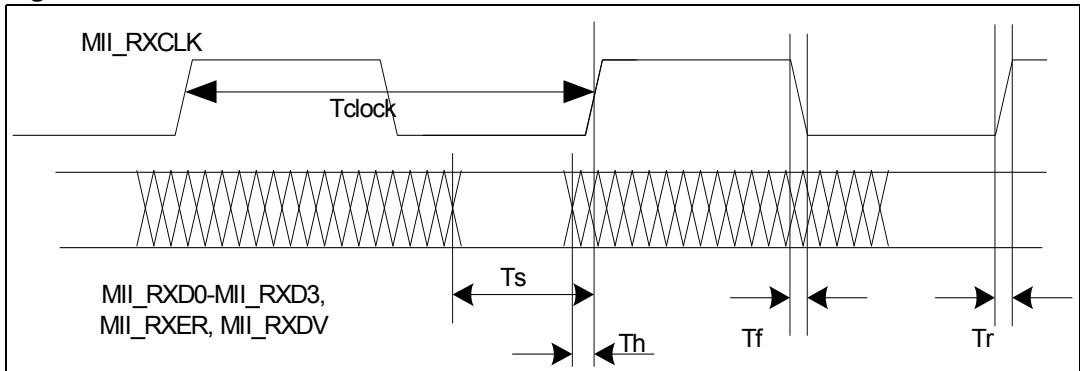 MII_RXCLK
Tclock
Ts
MII_RXD0-MII_RXD3,
MII_RXER, MII_RXDV
Th
Tf
Tr